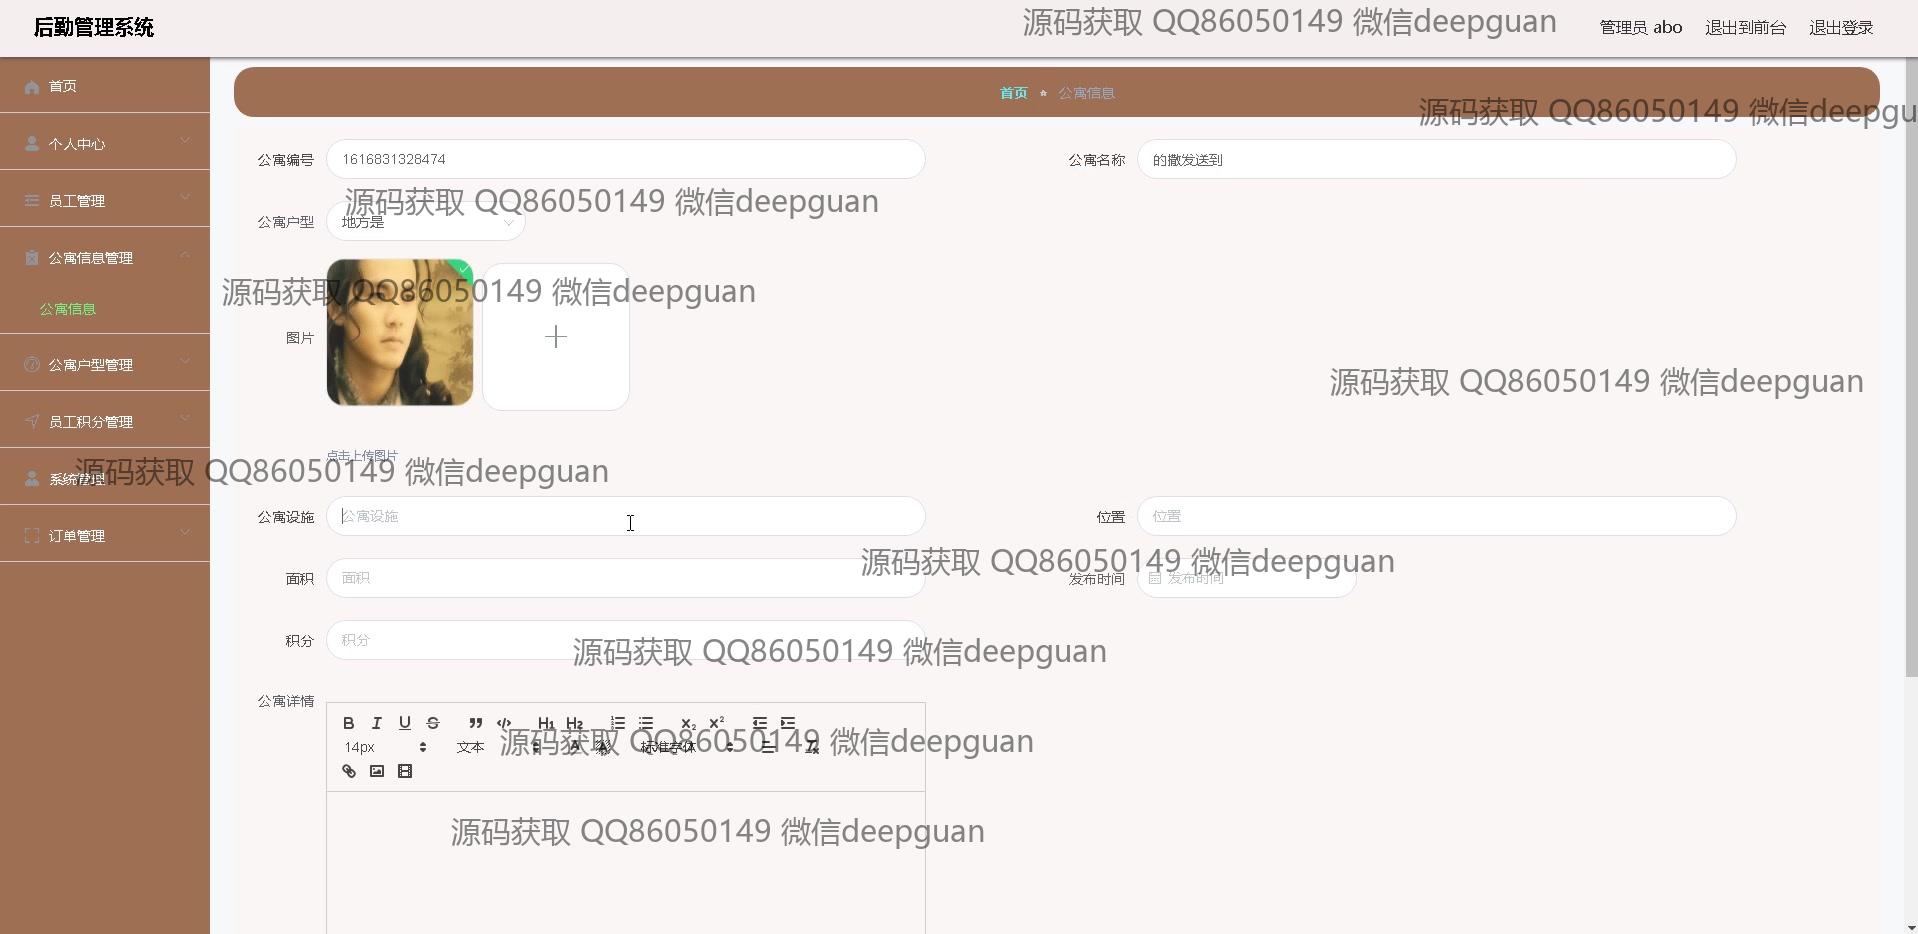 后勤管理系统
源码获取 QQ86050149 微信deepguan
管理员 abo
退出到前台
退出登录
首页
首页
公寓信息
源码获取 QQ86050149 微信deepgu
个人中心
公寓编号
1616831328474
公寓名称
的撒发送到
员工管理
源码获取 QQ86050149 微信deepguan
公寓户型
地方是
公寓信息管理
源码获取 QQ86050149 微信deepguan
公寓信息
图片
公寓户型管理
源码获取 QQ86050149 微信deepguan
员工积分管理
点击上传图片
系统管理
源码获取 QQ86050149 微信deepguan
公寓设施
公寓设施
位置
位置
订单管理
源码获取 QQ86050149 微信deepguan
面积
面积
发布时间
发布时间
积分
积分
源码获取 QQ86050149 微信deepguan
公寓详情
B I U S H1 H2 X2 X2
14px
文本
标准字体
源码获取 QQ86050149 微信deepguan
源码获取 QQ86050149 微信deepguan